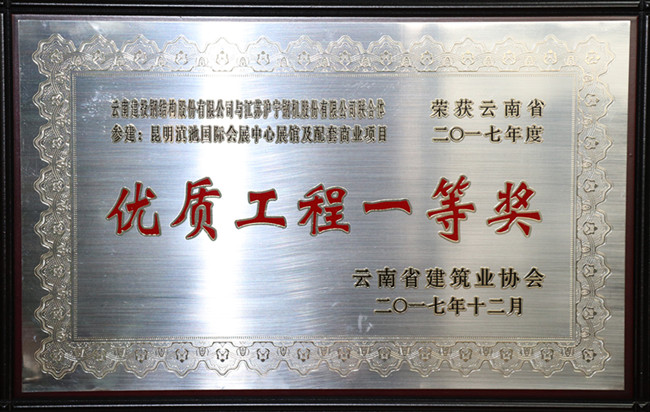 云南建投钢结构股份有限公司与江苏沪宁钢机股份有限公司联合体
参建：昆明滇池国际会展中心展馆及配套商业项目
荣获云南省
二〇一七年度
优质工程一等奖
云南省建筑业协会
二〇一七年十二月